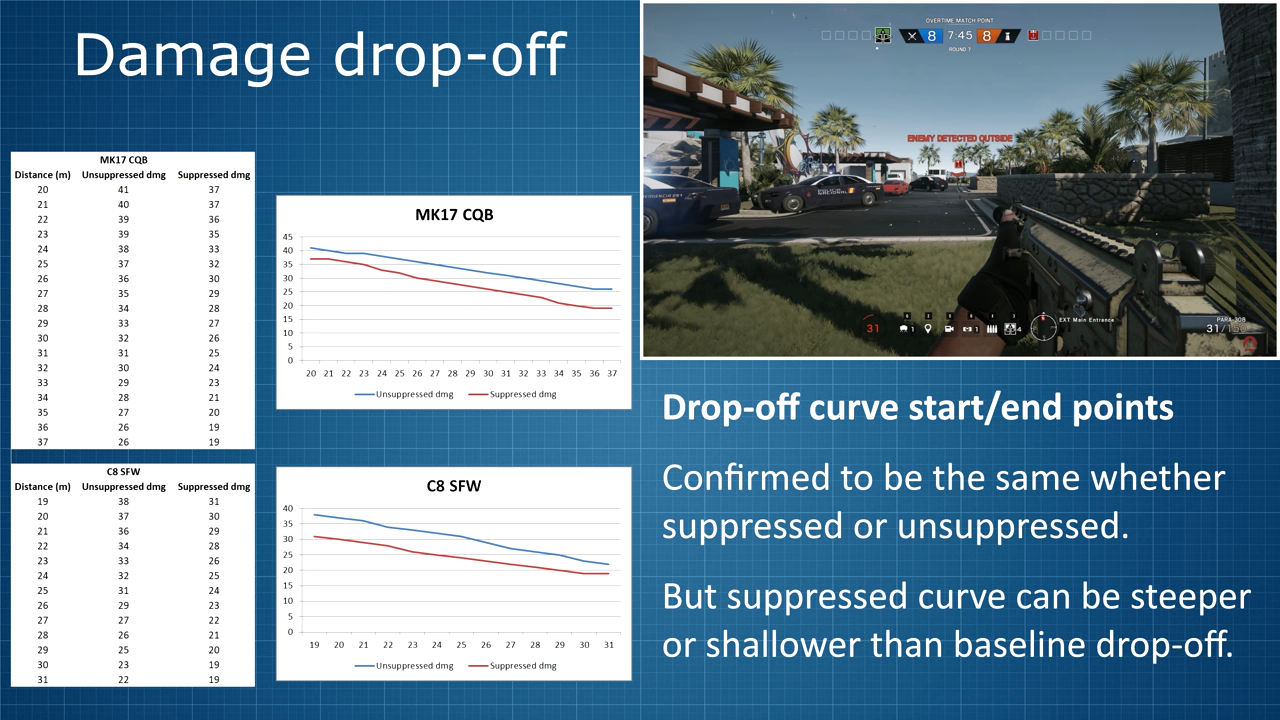 Damage drop-off
MK17 CQB
Distance (m) Unsuppressed dmg Suppressed dmg
20 41 37
21 40 37
22 39 36
23 39 35
24 38 33
25 37 32
26 36 30
27 35 29
28 34 28
29 33 27
30 32 26
31 31 25
32 30 24
33 29 23
34 28 21
35 27 20
36 26 19
37 26 19
C8 SFW
Distance (m) Unsuppressed dmg Suppressed dmg
19 38 31
20 37 30
21 36 29
22 34 28
23 33 26
24 32 25
25 31 24
26 29 23
27 27 22
28 26 21
29 25 20
30 23 19
31 22 19
MK17 CQB
45
40
35
30
25
20
15
10
5
0
20 21 22 23 24 25 26 27 28 29 30 31 32 33 34 35 36 37
Unsuppressed dmg Suppressed dmg
C8 SFW
40
35
30
25
20
15
10
5
0
19 20 21 22 23 24 25 26 27 28 29 30 31
Unsuppressed dmg Suppressed dmg
OVERTIME MATCH POINT
8 7:45 8
ROUND 7
ENEMY DETECTED OUTSIDE
NACIONAL
31
1 1 4
EXT Main Entrance
PARA-308
31/150
Drop-off curve start/end points
Confirmed to be the same whether
suppressed or unsuppressed.
But suppressed curve can be steeper
or shallower than baseline drop-off.